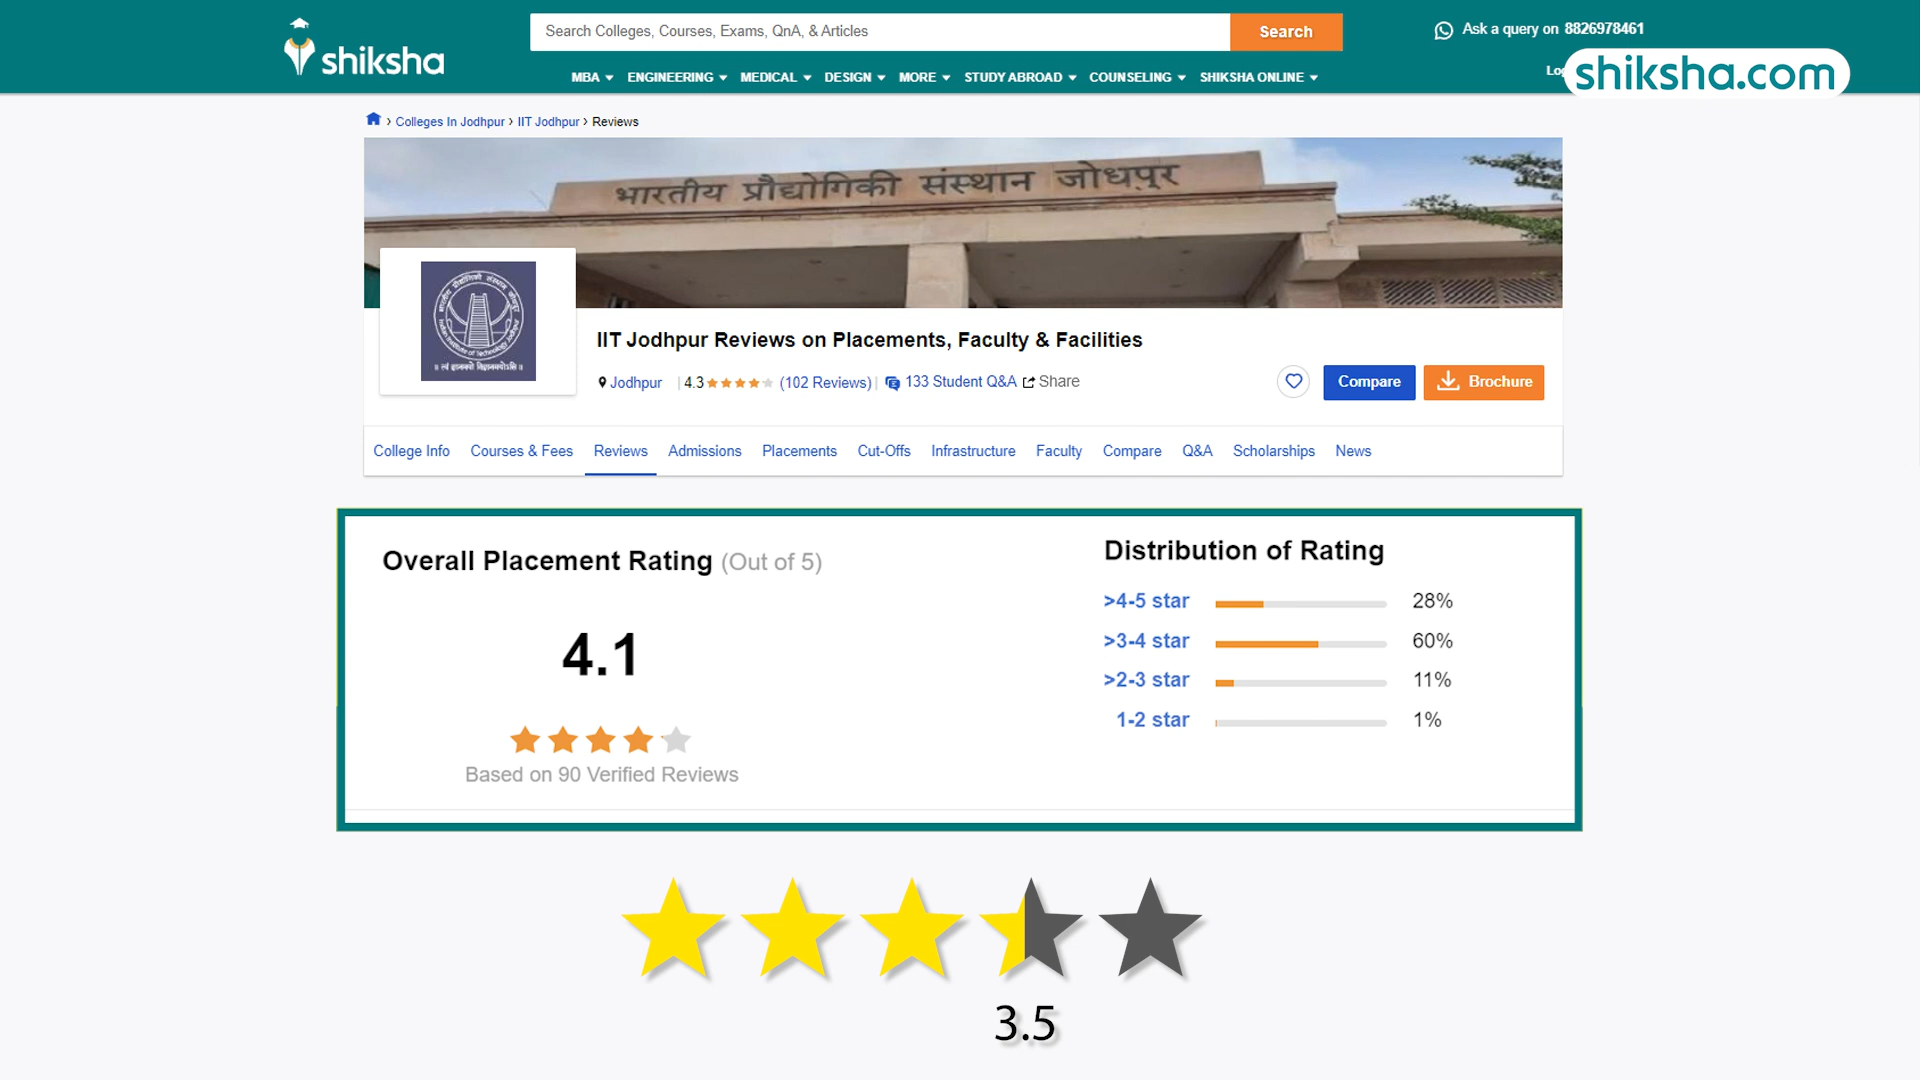 shiksha
Search Colleges, Courses, Exams, QnA, & Articles
Search
Ask a query on 8826978461
MBA ENGINEERING MEDICAL DESIGN MORE STUDY ABROAD COUNSELING SHIKSHA ONLINE
shiksha.com
› Colleges In Jodhpur › IIT Jodhpur › Reviews
भारतीय प्रौद्योगिकी संस्थान जोधपुर
IIT Jodhpur Reviews on Placements, Faculty & Facilities
Jodhpur | 4.3 (102 Reviews) | 133 Student Q&A Share
Compare
Brochure
College Info Courses & Fees Reviews Admissions Placements Cut-Offs Infrastructure Faculty Compare Q&A Scholarships News
Overall Placement Rating (Out of 5)
4.1
Based on 90 Verified Reviews
Distribution of Rating
>4-5 star 28%
>3-4 star 60%
>2-3 star 11%
1-2 star 1%
3.5